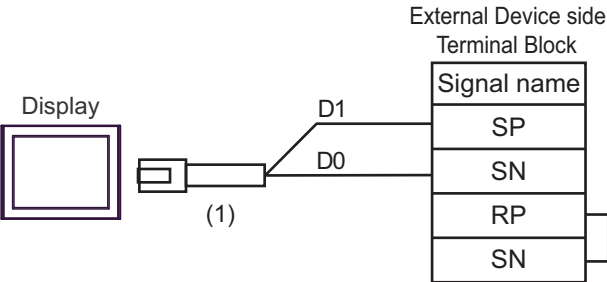 External Device side
Terminal Block
Signal name
Display
D1
SP
D0
SN
(1)
RP
SN